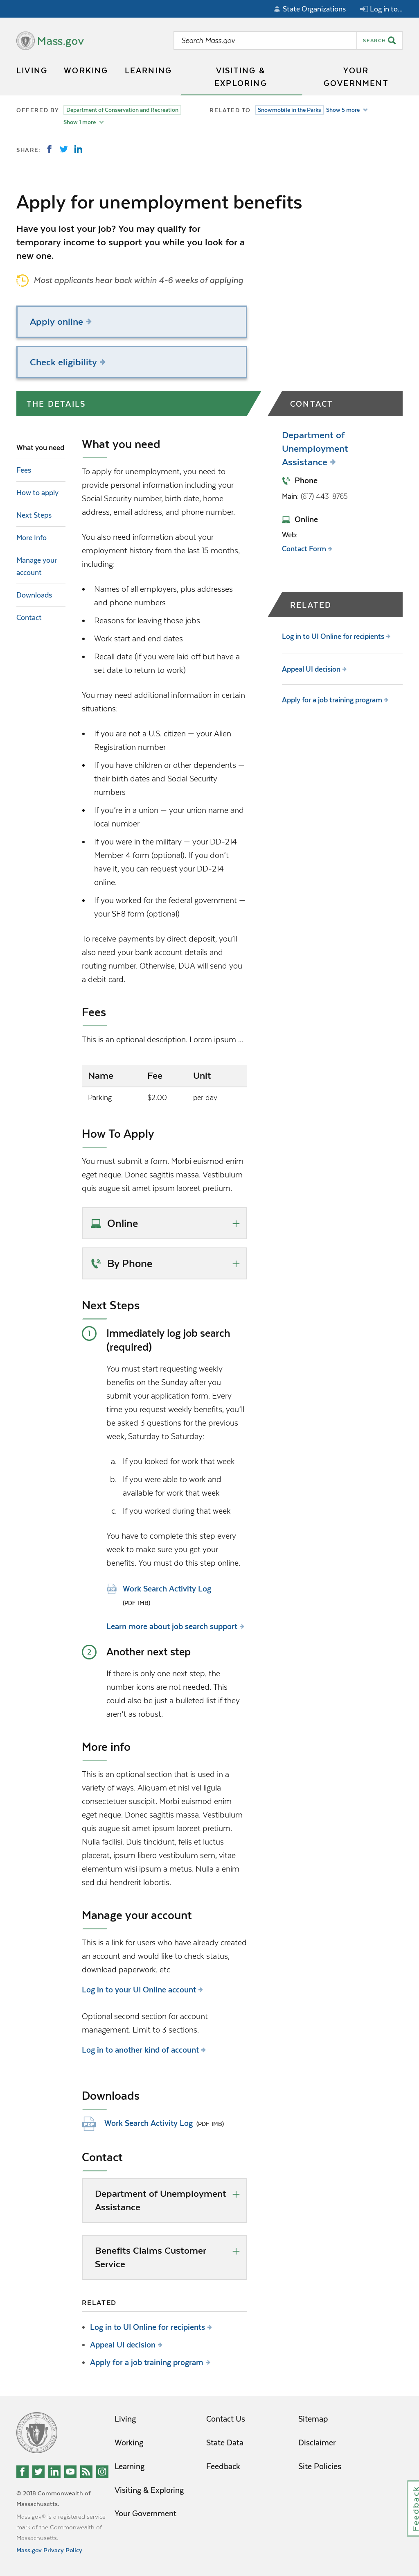 State Organizations
Log in to...
Mass.gov
Search Mass.gov
SEARCH
LIVING
WORKING
LEARNING
VISITING &
EXPLORING
YOUR
GOVERNMENT
OFFERED BY
Department of Conservation and Recreation
Show 1 more
RELATED TO
Snowmobile in the Parks
Show 5 more
SHARE:
Apply for unemployment benefits
Have you lost your job? You may qualify for
temporary income to support you while you look for a
new one.
Most applicants hear back within 4-6 weeks of applying
Apply online
Check eligibility
THE DETAILS
What you need
Fees
How to apply
Next Steps
More Info
Manage your
account
Downloads
Contact
What you need
To apply for unemployment, you need to
provide personal information including your
Social Security number, birth date, home
address, email address, and phone number.
You also need information about your
employment history from the last 15 months,
including:
• Names of all employers, plus addresses
and phone numbers
• Reasons for leaving those jobs
• Work start and end dates
• Recall date (if you were laid off but have a
set date to return to work)
You may need additional information in certain
situations:
• If you are not a U.S. citizen — your Alien
Registration number
• If you have children or other dependents —
their birth dates and Social Security
numbers
• If you're in a union — your union name and
local number
• If you were in the military — your DD-214
Member 4 form (optional). If you don't
have it, you can request your DD-214
online.
• If you worked for the federal government —
your SF8 form (optional)
To receive payments by direct deposit, you'll
also need your bank account details and
routing number. Otherwise, DUA will send you
a debit card.
Fees
This is an optional description. Lorem ipsum ...
Name Fee Unit
Parking $2.00 per day
How To Apply
You must submit a form. Morbi euismod enim
eget neque. Donec sagittis massa. Vestibulum
quis augue sit amet ipsum laoreet pretium.
Online
By Phone
Next Steps
1 Immediately log job search
(required)
You must start requesting weekly
benefits on the Sunday after you
submit your application form. Every
time you request weekly benefits, you'll
be asked 3 questions for the previous
week, Saturday to Saturday:
a. If you looked for work that week
b. If you were able to work and
available for work that week
c. If you worked during that week
You have to complete this step every
week to make sure you get your
benefits. You must do this step online.
Work Search Activity Log
(PDF 1MB)
Learn more about job search support
2 Another next step
If there is only one next step, the
number icons are not needed. This
could also be just a bulleted list if they
aren't as robust.
More info
This is an optional section that is used in a
variety of ways. Aliquam et nisl vel ligula
consectetuer suscipit. Morbi euismod enim
eget neque. Donec sagittis massa. Vestibulum
quis augue sit amet ipsum laoreet pretium.
Nulla facilisi. Duis tincidunt, felis et luctus
placerat, ipsum libero vestibulum sem, vitae
elementum wisi ipsum a metus. Nulla a enim
sed dui hendrerit lobortis.
Manage your account
This is a link for users who have already created
an account and would like to check status,
download paperwork, etc
Log in to your UI Online account
Optional second section for account
management. Limit to 3 sections.
Log in to another kind of account
Downloads
Work Search Activity Log (PDF 1MB)
Contact
Department of Unemployment
Assistance
Benefits Claims Customer
Service
RELATED
• Log in to UI Online for recipients
• Appeal UI decision
• Apply for a job training program
CONTACT
Department of
Unemployment
Assistance
Phone
Main: (617) 443-8765
Online
Web:
Contact Form
RELATED
Log in to UI Online for recipients
Appeal UI decision
Apply for a job training program
Living
Working
Learning
Visiting & Exploring
Your Government
Contact Us
State Data
Feedback
Sitemap
Disclaimer
Site Policies
© 2018 Commonwealth of
Massachusetts.
Mass.gov® is a registered service
mark of the Commonwealth of
Massachusetts.
Mass.gov Privacy Policy
Feedback